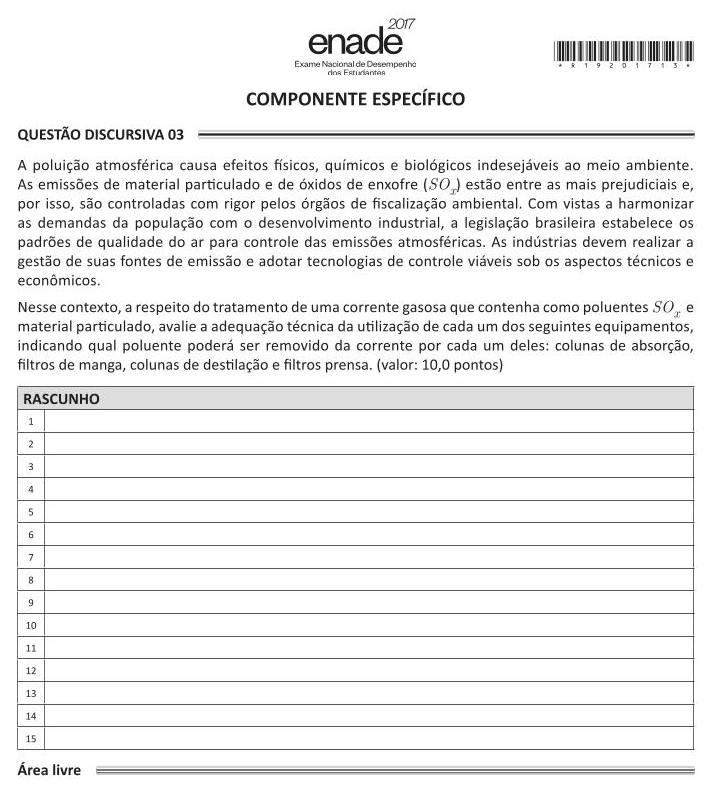 2017
enade
Exame Nacional de Desempenho
dos Estudantes
* R 1 9 2 0 1 7 1 3 *
COMPONENTE ESPECÍFICO
QUESTÃO DISCURSIVA 03
A poluição atmosférica causa efeitos físicos, químicos e biológicos indesejáveis ao meio ambiente.
As emissões de material particulado e de óxidos de enxofre (SOx) estão entre as mais prejudiciais e,
por isso, são controladas com rigor pelos órgãos de fiscalização ambiental. Com vistas a harmonizar
as demandas da população com o desenvolvimento industrial, a legislação brasileira estabelece os
padrões de qualidade do ar para controle das emissões atmosféricas. As indústrias devem realizar a
gestão de suas fontes de emissão e adotar tecnologias de controle viáveis sob os aspectos técnicos e
econômicos.
Nesse contexto, a respeito do tratamento de uma corrente gasosa que contenha como poluentes SOx e
material particulado, avalie a adequação técnica da utilização de cada um dos seguintes equipamentos,
indicando qual poluente poderá ser removido da corrente por cada um deles: colunas de absorção,
filtros de manga, colunas de destilação e filtros prensa. (valor: 10,0 pontos)
RASCUNHO
1
2
3
4
5
6
7
8
9
10
11
12
13
14
15
Área livre